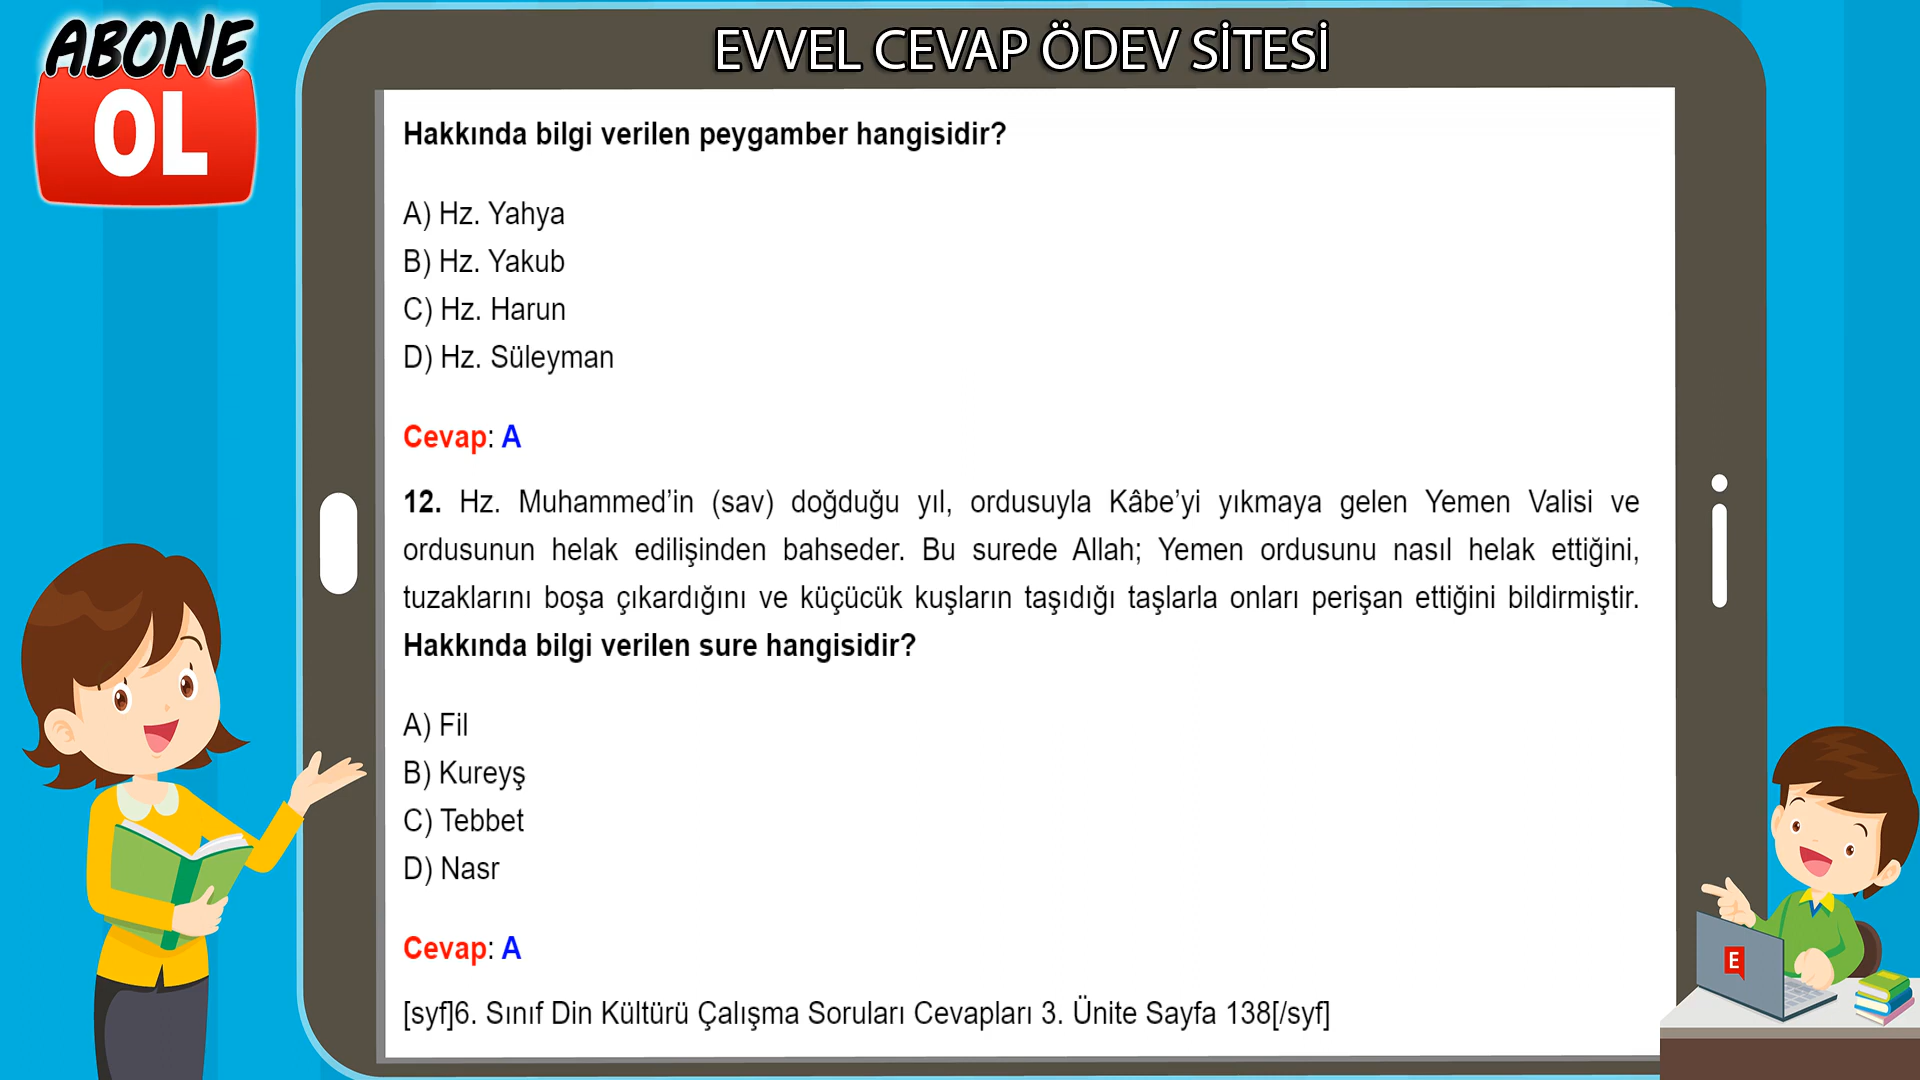 ABONE
OL
EVVEL CEVAP ÖDEV SİTESİ
Hakkında bilgi verilen peygamber hangisidir?
A) Hz. Yahya
B) Hz. Yakub
C) Hz. Harun
D) Hz. Süleyman
Cevap: A
12. Hz. Muhammed’in (sav) doğduğu yıl, ordusuyla Kâbe’yi yıkmaya gelen Yemen Valisi ve
ordusunun helak edilişinden bahseder. Bu surede Allah; Yemen ordusunu nasıl helak ettiğini,
tuzaklarını boşa çıkardığını ve küçücük kuşların taşıdığı taşlarla onları perişan ettiğini bildirmiştir.
Hakkında bilgi verilen sure hangisidir?
A) Fil
B) Kureyş
C) Tebbet
D) Nasr
Cevap: A
[syf]6. Sınıf Din Kültürü Çalışma Soruları Cevapları 3. Ünite Sayfa 138[/syf]
E